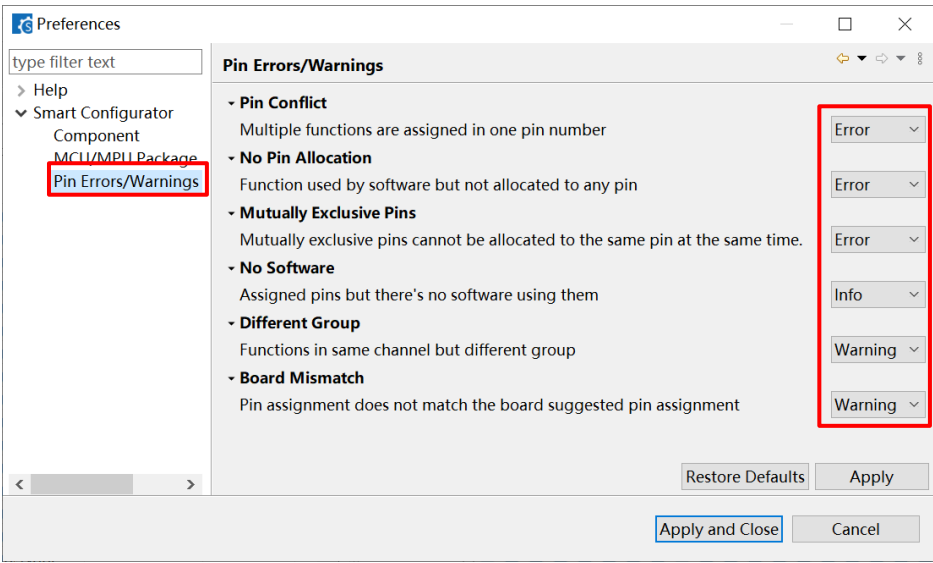 Preferences
type filter text
Help
Smart Configurator
Component
MCU/MPU Package
Pin Errors/Warnings
Pin Errors/Warnings
Pin Conflict
Multiple functions are assigned in one pin number
Error
No Pin Allocation
Function used by software but not allocated to any pin
Error
Mutually Exclusive Pins
Mutually exclusive pins cannot be allocated to the same pin at the same time.
Error
No Software
Assigned pins but there's no software using them
Info
Different Group
Functions in same channel but different group
Warning
Board Mismatch
Pin assignment does not match the board suggested pin assignment
Warning
Restore Defaults
Apply
Apply and Close
Cancel